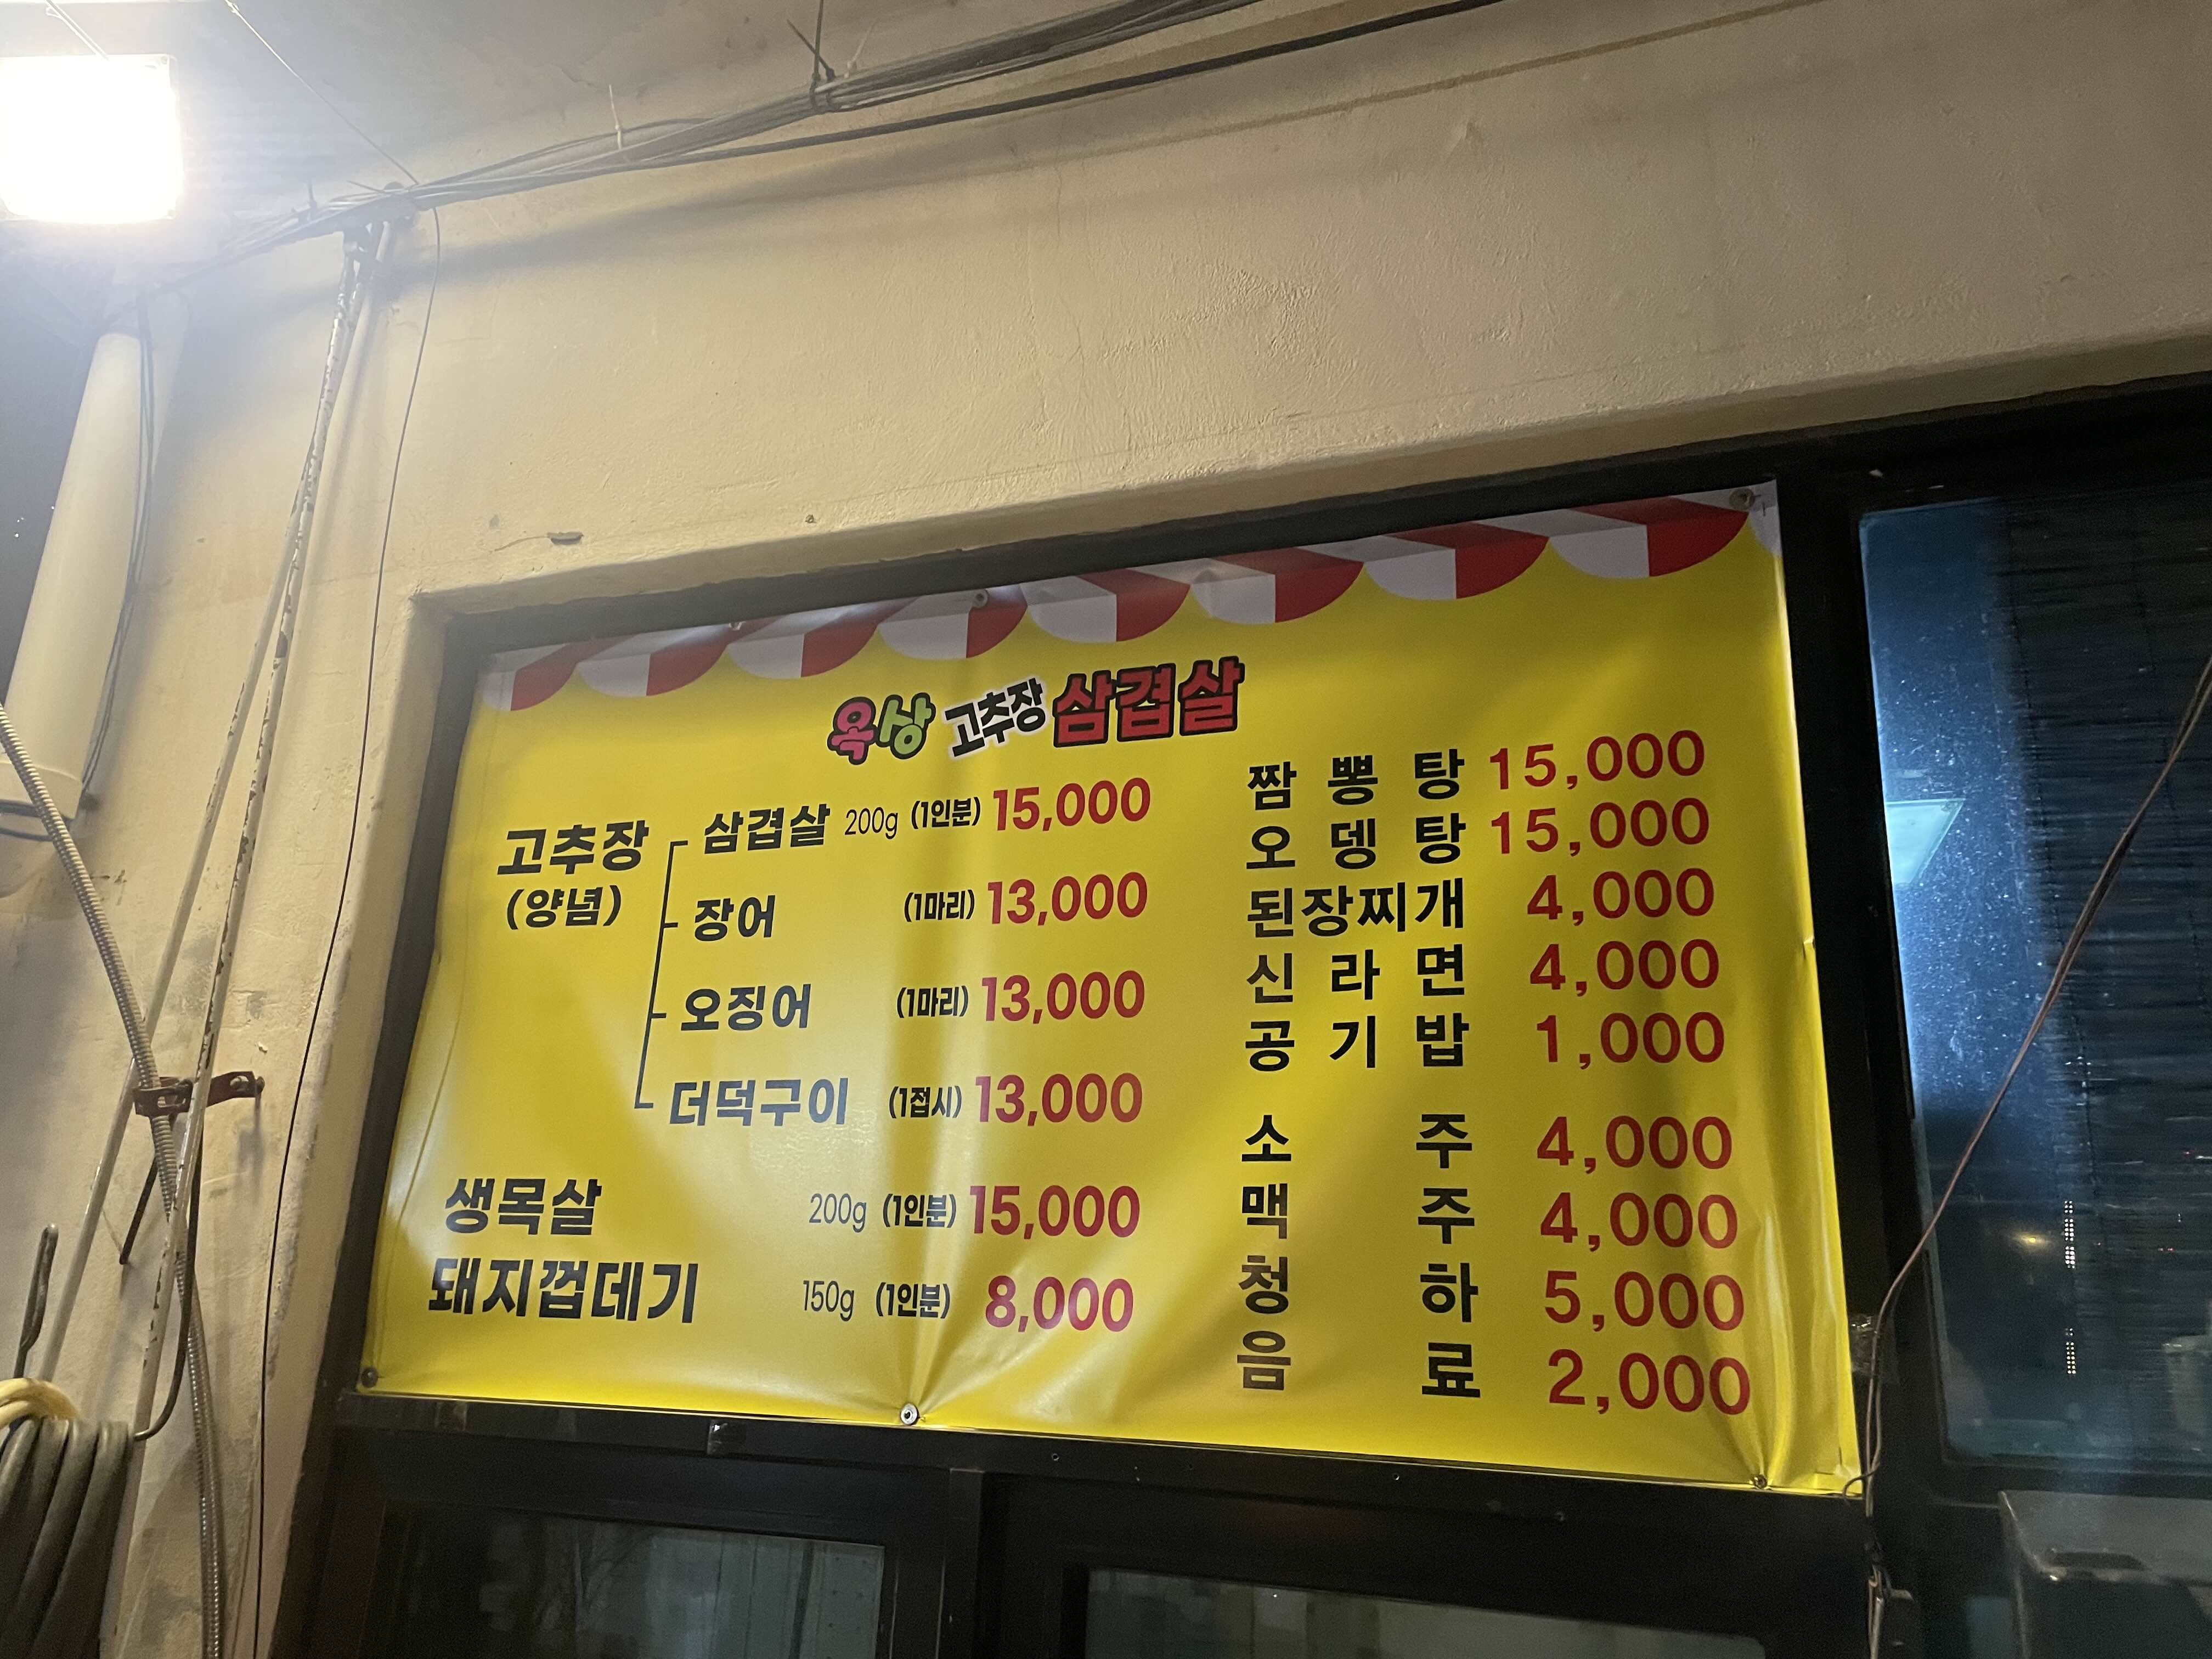 옥상 고추장 삼겹살
고추장
(양념)
삼겹살 200g (1인분) 15,000
장어 (1마리) 13,000
오징어 (1마리) 13,000
더덕구이 (1접시) 13,000
생목살 200g (1인분) 15,000
돼지껍데기 150g (1인분) 8,000
짬뽕탕 15,000
오뎅탕 15,000
된장찌개 4,000
신라면 4,000
공기밥 1,000
소주 4,000
맥주 4,000
청하 5,000
음료 2,000